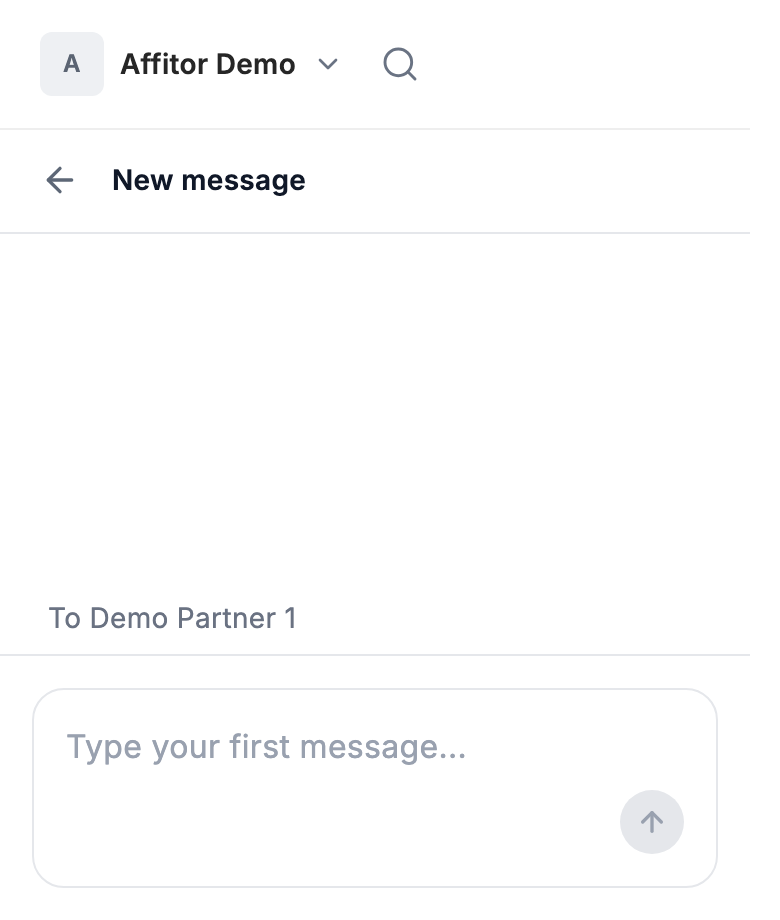 A
Affitor Demo
New message
To Demo Partner 1
Type your first message...